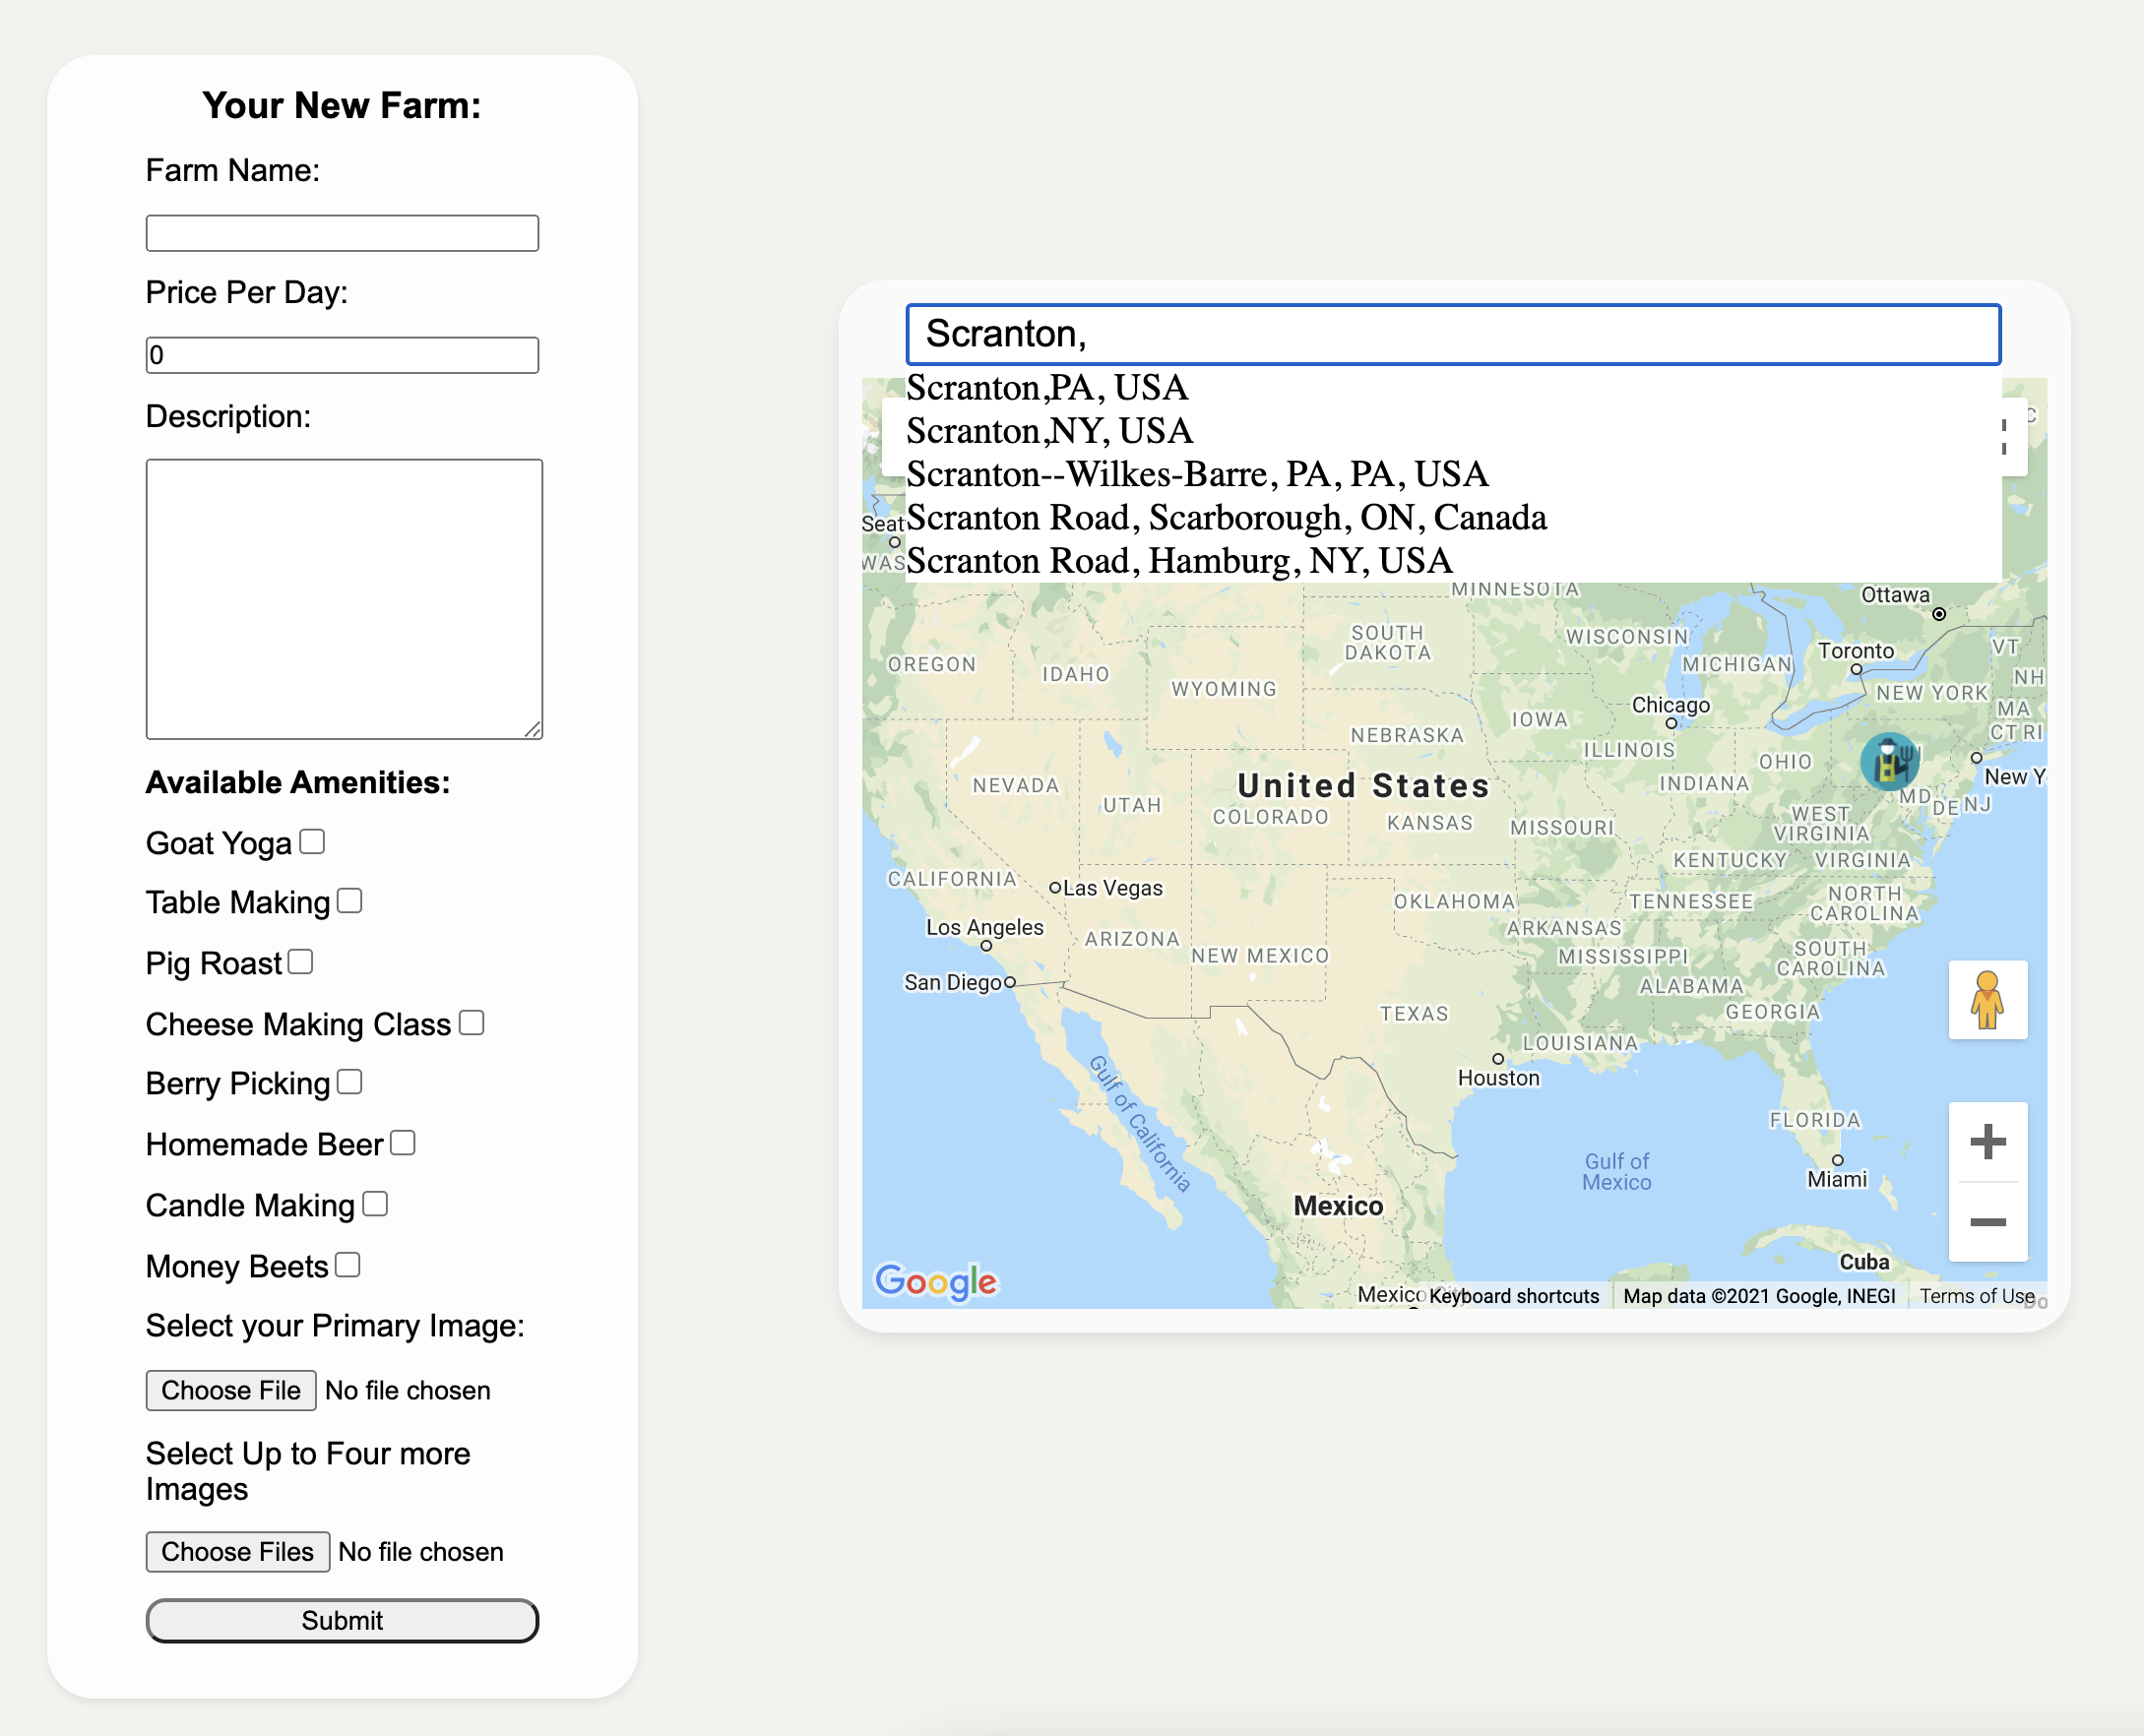 Your New Farm:
Farm Name:
Price Per Day:
0
Description:
Available Amenities:
Goat Yoga
Table Making
Pig Roast
Cheese Making Class
Berry Picking
Homemade Beer
Candle Making
Money Beets
Select your Primary Image:
Choose File No file chosen
Select Up to Four more
Images
Choose Files No file chosen
Submit
Scranton,
Scranton,PA, USA
Scranton,NY, USA
Scranton--Wilkes-Barre, PA, PA, USA
Scranton Road, Scarborough, ON, Canada
Scranton Road, Hamburg, NY, USA
Seat
WAS
MINNESOTA
Ottawa
OREGON
IDAHO
SOUTH
DAKOTA
WISCONSIN
MICHIGAN
Toronto
VT
NH
WYOMING
NEW YORK
Chicago
IOWA
MA
CT RI
NEBRASKA
ILLINOIS
OHIO
NEVADA
UTAH
United States
COLORADO
KANSAS
INDIANA
New Y
MD
DE
NJ
MISSOURI
WEST
VIRGINIA
KENTUCKY
VIRGINIA
CALIFORNIA
Las Vegas
OKLAHOMA
TENNESSEE
NORTH
CAROLINA
Los Angeles
ARIZONA
NEW MEXICO
ARKANSAS
MISSISSIPPI
SOUTH
CAROLINA
San Diego
ALABAMA
TEXAS
GEORGIA
LOUISIANA
Houston
Gulf of California
FLORIDA
Gulf of
Mexico
Miami
Mexico
Cuba
Google
Mexico
Keyboard shortcuts
Map data ©2021 Google, INEGI
Terms of Use